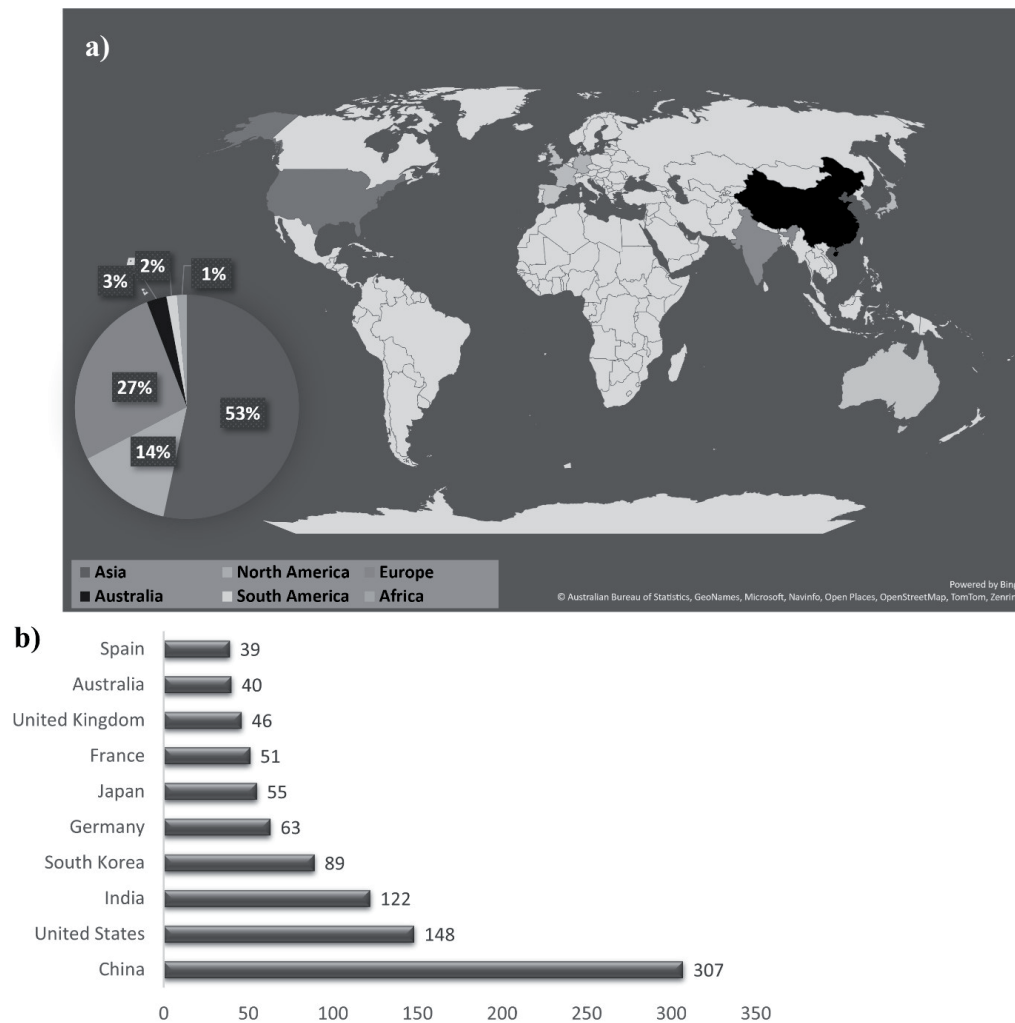 a)
3%
2%
1%
27%
53%
14%
Asia North America Europe
Australia South America Africa
Powered by Bing
© Australian Bureau of Statistics, GeoNames, Microsoft, Navinfo, Open Places, OpenStreetMap, TomTom, Zenrin
b)
Spain 39
Australia 40
United Kingdom 46
France 51
Japan 55
Germany 63
South Korea 89
India 122
United States 148
China 307
0 50 100 150 200 250 300 350